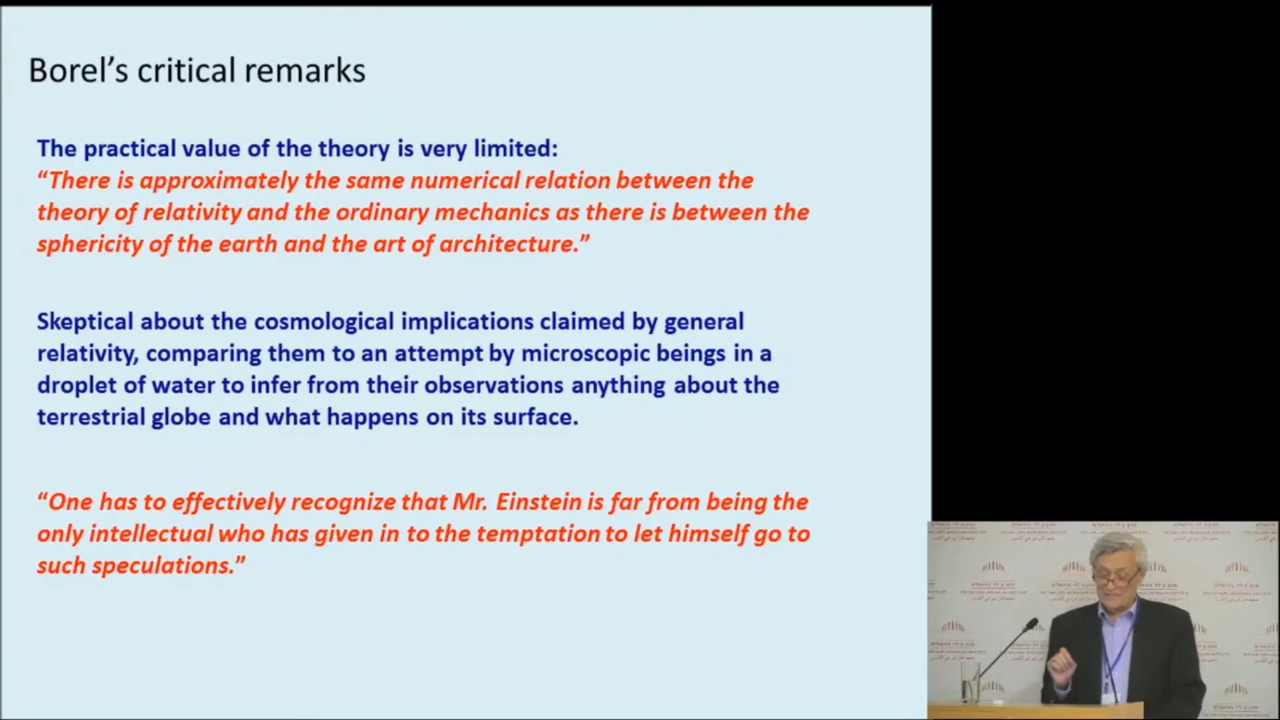 Borel’s critical remarks
The practical value of the theory is very limited:
“There is approximately the same numerical relation between the
theory of relativity and the ordinary mechanics as there is between the
sphericity of the earth and the art of architecture.”
Skeptical about the cosmological implications claimed by general
relativity, comparing them to an attempt by microscopic beings in a
droplet of water to infer from their observations anything about the
terrestrial globe and what happens on its surface.
“One has to effectively recognize that Mr. Einstein is far from being the
only intellectual who has given in to the temptation to let himself go to
such speculations.”